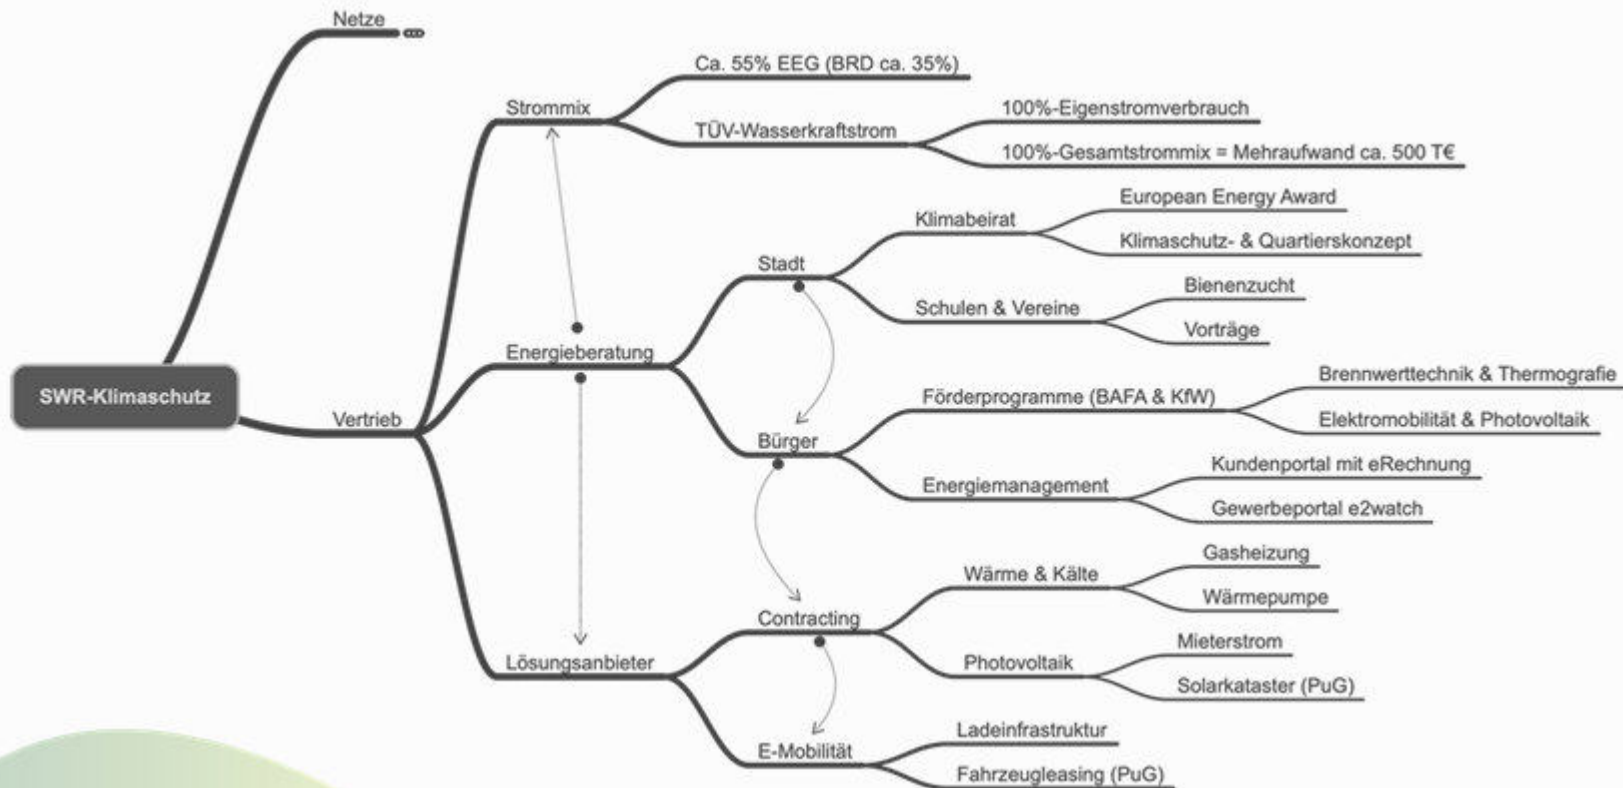 Netze
Ca. 55% EEG (BRD ca. 35%)
Strommix
100%-Eigenstromverbrauch
TÜV-Wasserkraftstrom
100%-Gesamtstrommix = Mehraufwand ca. 500 T€
European Energy Award
Klimabeirat
Klimaschutz- & Quartierskonzept
Stadt
Bienenzucht
Schulen & Vereine
Vorträge
Energieberatung
Brennwerttechnik & Thermografie
SWR-Klimaschutz
Förderprogramme (BAFA & KfW)
Vertrieb
Elektromobilität & Photovoltaik
Bürger
Kundenportal mit eRechnung
Energiemanagement
Gewerbeportal e2watch
Gasheizung
Wärme & Kälte
Wärmepumpe
Contracting
Mieterstrom
Lösungsanbieter
Photovoltaik
Solarkataster (PuG)
Ladeinfrastruktur
E-Mobilität
Fahrzeugleasing (PuG)